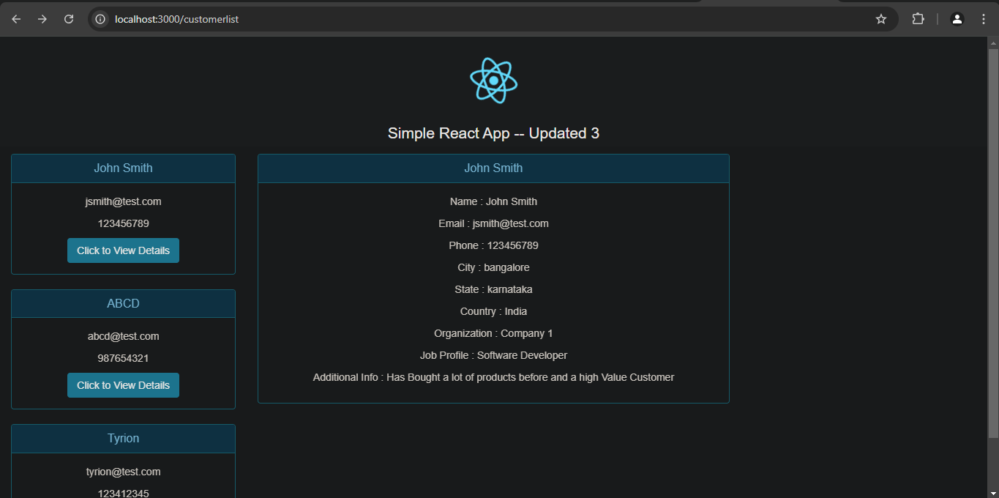 localhost:3000/customerlist
Simple React App -- Updated 3
John Smith
jsmith@test.com
123456789
Click to View Details
ABCD
abcd@test.com
987654321
Click to View Details
Tyrion
tyrion@test.com
123412345
John Smith
Name : John Smith
Email : jsmith@test.com
Phone : 123456789
City : bangalore
State : karnataka
Country : India
Organization : Company 1
Job Profile : Software Developer
Additional Info : Has Bought a lot of products before and a high Value Customer